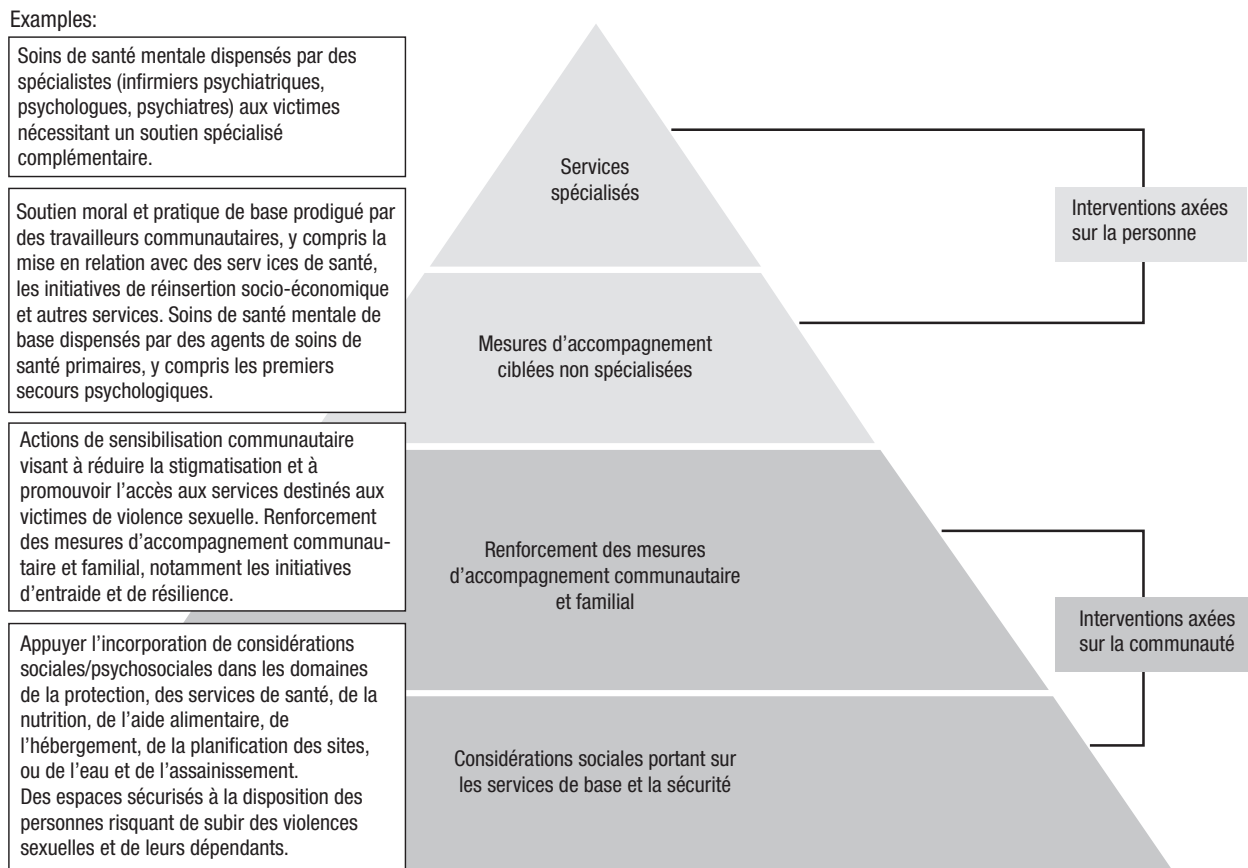 Examples:
Soins de santé mentale dispensés par des
spécialistes (infirmiers psychiatriques,
psychologues, psychiatres) aux victimes
nécessitant un soutien spécialisé
complémentaire.
Services
spécialisés
Interventions axées
sur la personne
Soutien moral et pratique de base prodigué par
des travailleurs communautaires, y compris la
mise en relation avec des serv ices de santé,
les initiatives de réinsertion socio-économique
et autres services. Soins de santé mentale de
base dispensés par des agents de soins de
santé primaires, y compris les premiers
secours psychologiques.
Mesures d’accompagnement
ciblées non spécialisées
Actions de sensibilisation communautaire
visant à réduire la stigmatisation et à
promouvoir l’accès aux services destinés aux
victimes de violence sexuelle. Renforcement
des mesures d’accompagnement communau-
taire et familial, notamment les initiatives
d’entraide et de résilience.
Renforcement des mesures
d’accompagnement communautaire
et familial
Interventions axées
sur la communauté
Appuyer l’incorporation de considérations
sociales/psychosociales dans les domaines
de la protection, des services de santé, de la
nutrition, de l’aide alimentaire, de
l’hébergement, de la planification des sites,
ou de l’eau et de l’assainissement.
Des espaces sécurisés à la disposition des
personnes risquant de subir des violences
sexuelles et de leurs dépendants.
Considérations sociales portant sur
les services de base et la sécurité